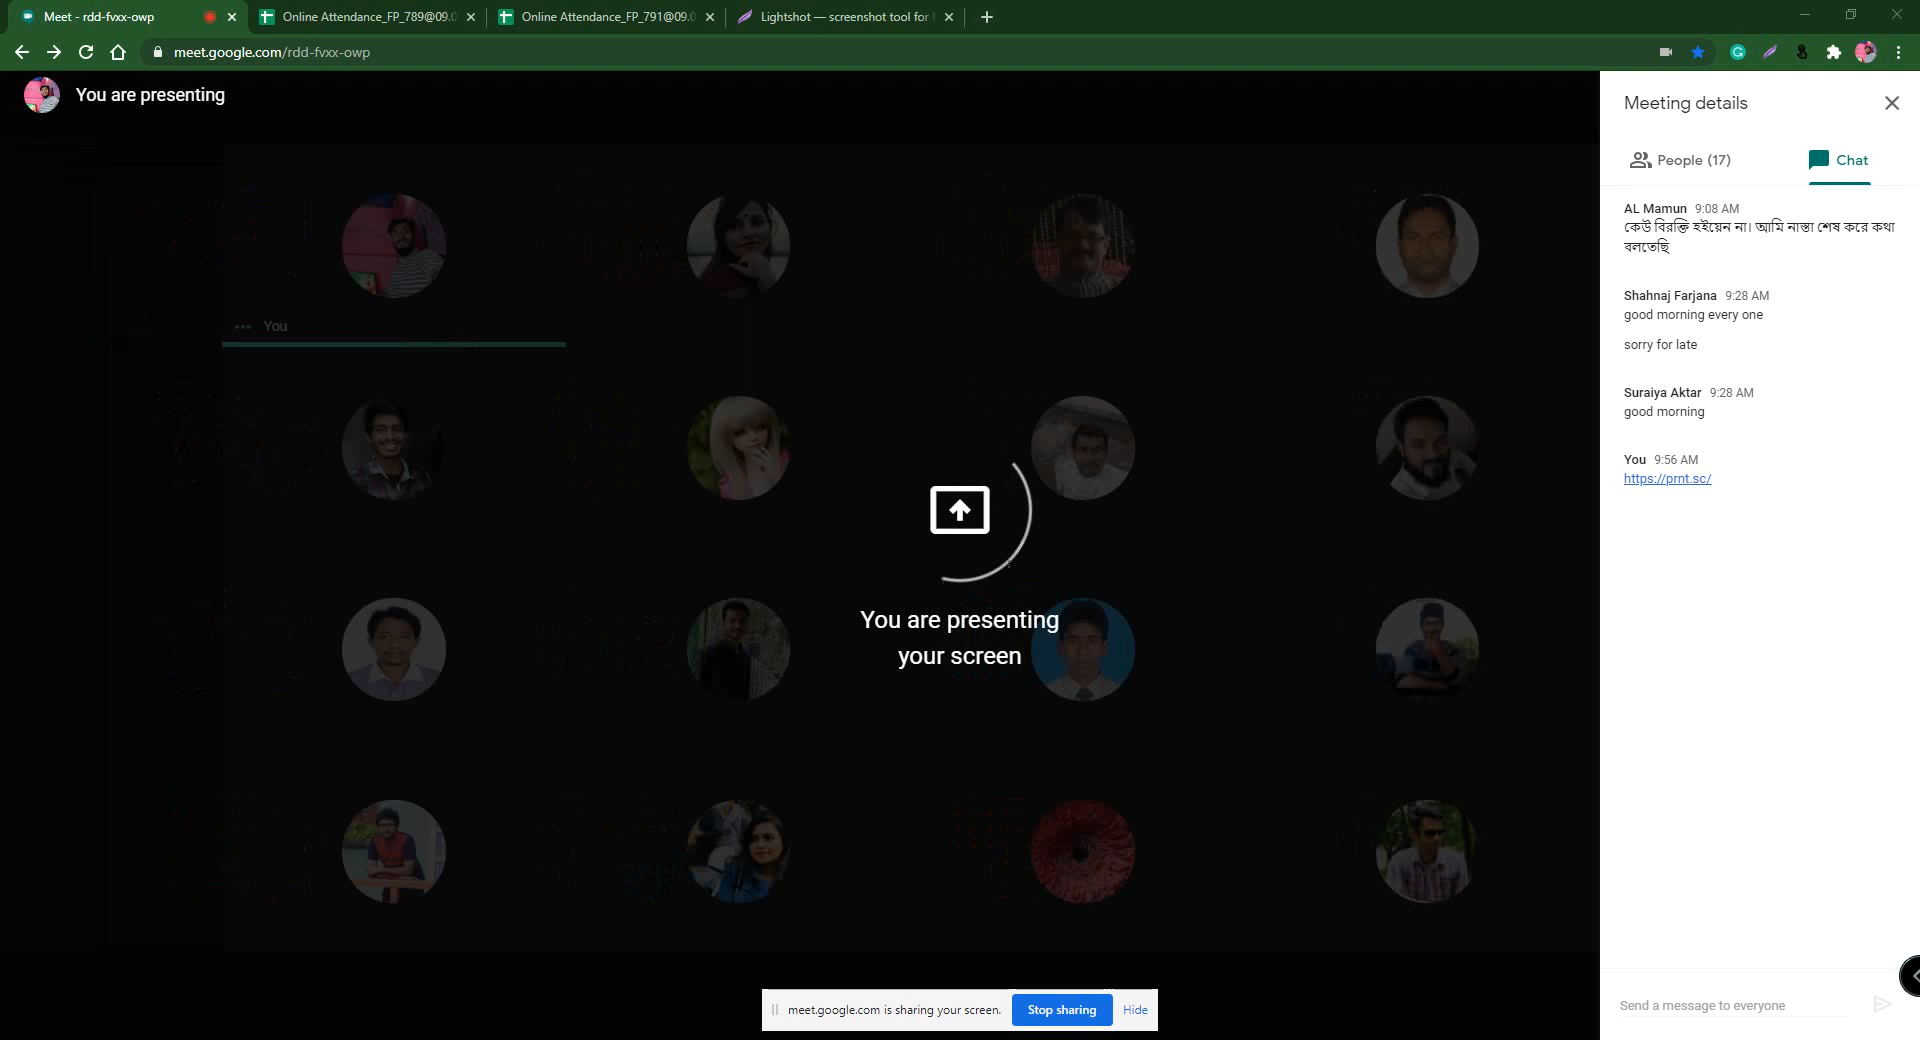 Meet - rdd-fvxx-owp
Online Attendance_FP_789@09.0
Online Attendance_FP_791@09.0
Lightshot — screenshot tool for
meet.google.com/rdd-fvxx-owp
You are presenting
Meeting details
People (17)
Chat
AL Mamun 9:08 AM
কেউ বিরক্তি হইয়েন না। আমি নাস্তা শেষ করে কথা
বলতেছি
Shahnaj Farjana 9:28 AM
good morning every one
sorry for late
Suraiya Aktar 9:28 AM
good morning
You 9:56 AM
https://prnt.sc/
You
You are presenting
your screen
meet.google.com is sharing your screen.
Stop sharing
Hide
Send a message to everyone